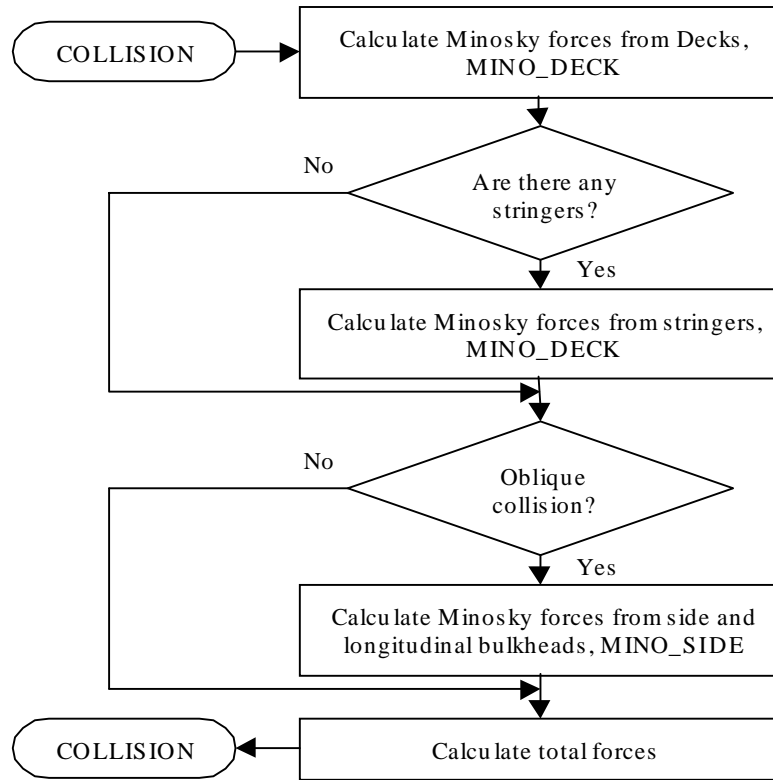 COLLISION
Calculate Minosky forces from Decks,
MINO_DECK
No
Are there any
stringers?
Yes
Calculate Minosky forces from stringers,
MINO_DECK
No
Oblique
collision?
Yes
Calculate Minosky forces from side and
longitudinal bulkheads, MINO_SIDE
COLLISION
Calculate total forces